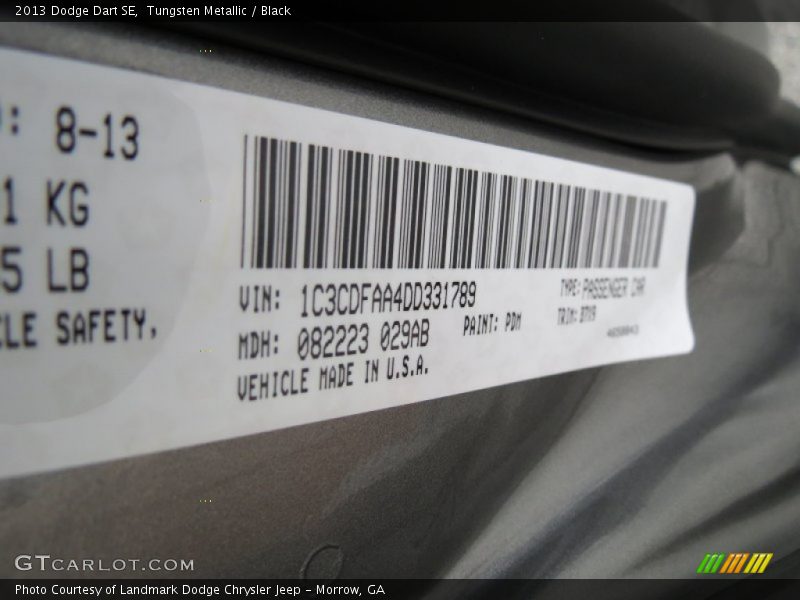 2013 Dodge Dart SE, Tungsten Metallic / Black
: 8-13
1 KG
5 LB
LE SAFETY.
VIN: 1C3CDFAA4DD331789
TYPE: PASSENGER CAR
MDH: 082223 029AB
PAINT: PDM
TRIM:
VEHICLE MADE IN U.S.A.
GTCARLOT.COM
Photo Courtesy of Landmark Dodge Chrysler Jeep - Morrow, GA